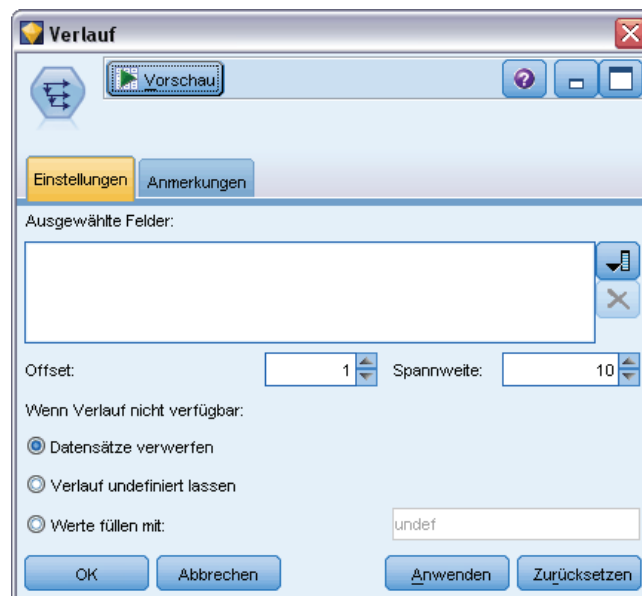 Verlauf
Vorschau
Einstellungen Anmerkungen
Ausgewählte Felder:
Offset: 1 Spannweite: 10
Wenn Verlauf nicht verfügbar:
Datensätze verwerfen
Verlauf undefiniert lassen
Werte füllen mit: undef
OK Abbrechen Anwenden Zurücksetzen